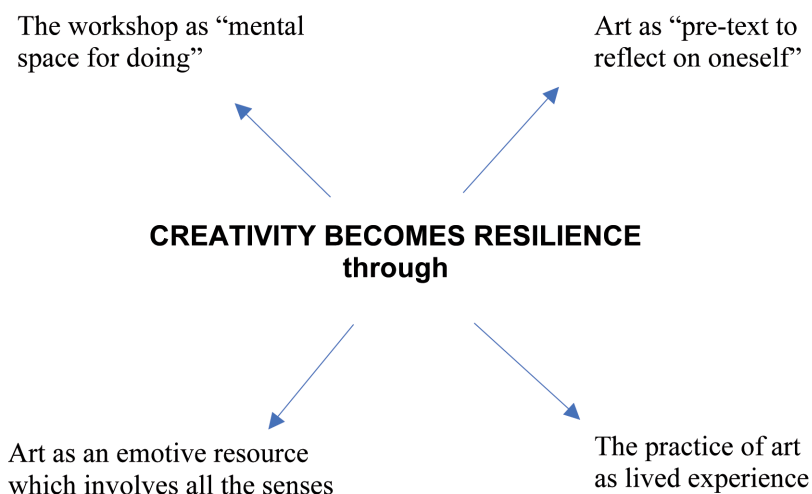 The workshop as “mental
space for doing”
Art as “pre-text to
reflect on oneself”
CREATIVITY BECOMES RESILIENCE
through
Art as an emotive resource
which involves all the senses
The practice of art
as lived experience